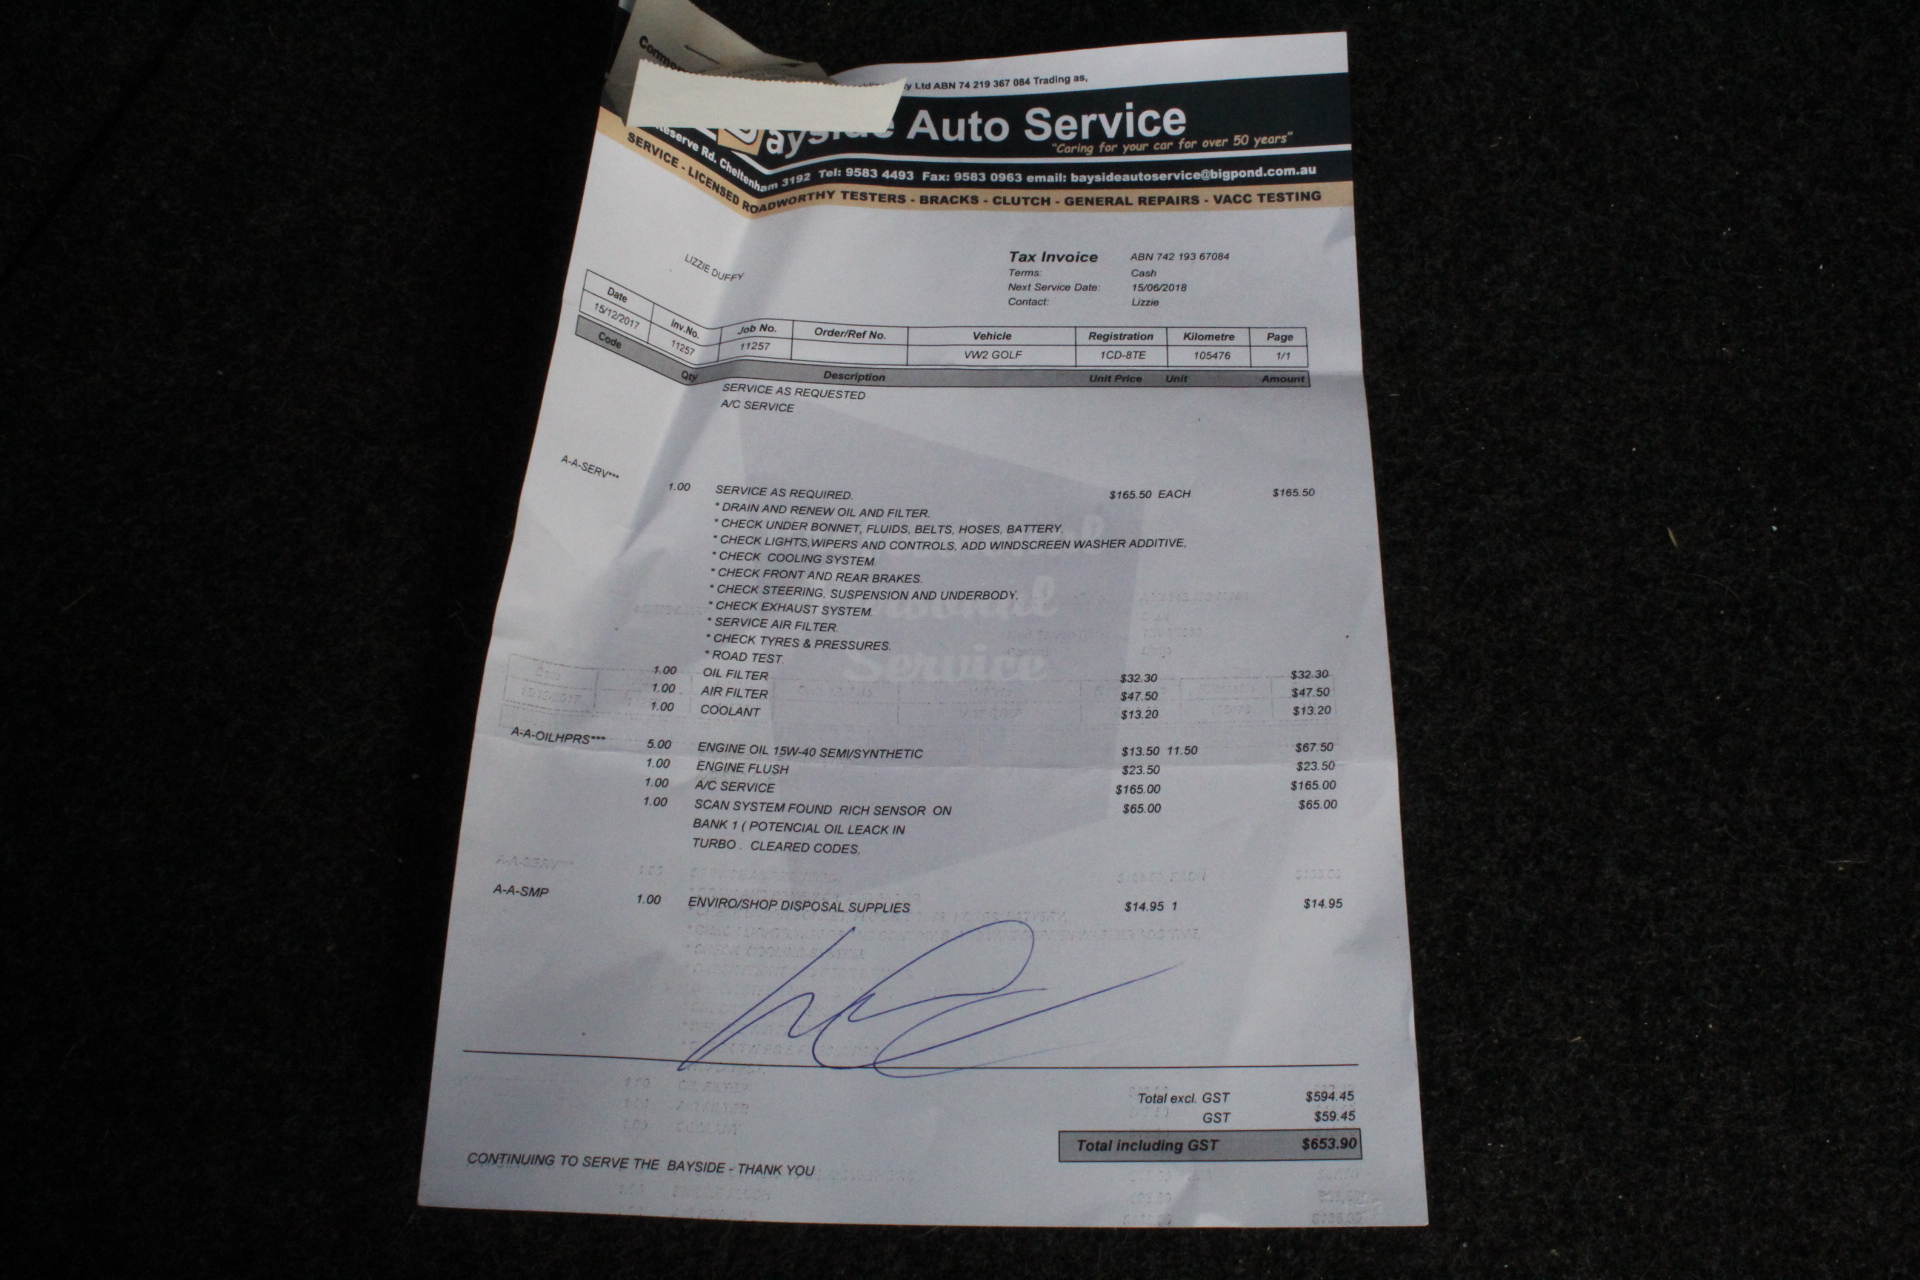 y Ltd ABN 74 219 367 084 Trading as,
Bayside Auto Service
"Caring for your car for over 50 years"
Reserve Rd. Cheltenham 3192 Tel: 9583 4493 Fax: 9583 0963 email: baysideautoservice@bigpond.com.au
SERVICE - LICENSED ROADWORTHY TESTERS - BRACKS - CLUTCH - GENERAL REPAIRS - VACC TESTING
LIZZIE DUFFY
Tax Invoice ABN 742 193 67084
Terms: Cash
Next Service Date: 15/06/2018
Contact: Lizzie
Date Inv.No. Job No. Order/Ref No. Vehicle Registration Kilometre Page
15/12/2017 11257 11257 VW2 GOLF 1CD-8TE 105476 1/1
Code Qty Description Unit Price Unit Amount
SERVICE AS REQUESTED
A/C SERVICE
A-A-SERV*** 1.00 SERVICE AS REQUIRED. $165.50 EACH $165.50
* DRAIN AND RENEW OIL AND FILTER.
* CHECK UNDER BONNET, FLUIDS, BELTS, HOSES, BATTERY.
* CHECK LIGHTS,WIPERS AND CONTROLS, ADD WINDSCREEN WASHER ADDITIVE.
* CHECK COOLING SYSTEM.
* CHECK FRONT AND REAR BRAKES.
* CHECK STEERING, SUSPENSION AND UNDERBODY.
* CHECK EXHAUST SYSTEM.
* SERVICE AIR FILTER.
* CHECK TYRES & PRESSURES.
* ROAD TEST.
1.00 OIL FILTER $32.30 $32.30
1.00 AIR FILTER $47.50 $47.50
1.00 COOLANT $13.20 $13.20
A-A-OILHPRS*** 5.00 ENGINE OIL 15W-40 SEMI/SYNTHETIC $13.50 11.50 $67.50
1.00 ENGINE FLUSH $23.50 $23.50
1.00 A/C SERVICE $165.00 $165.00
1.00 SCAN SYSTEM FOUND RICH SENSOR ON $65.00 $65.00
BANK 1 ( POTENCIAL OIL LEACK IN
TURBO . CLEARED CODES,
A-A-SMP 1.00 ENVIRO/SHOP DISPOSAL SUPPLIES $14.95 1 $14.95
Service
Total excl. GST $594.45
GST $59.45
Total including GST $653.90
CONTINUING TO SERVE THE BAYSIDE - THANK YOU